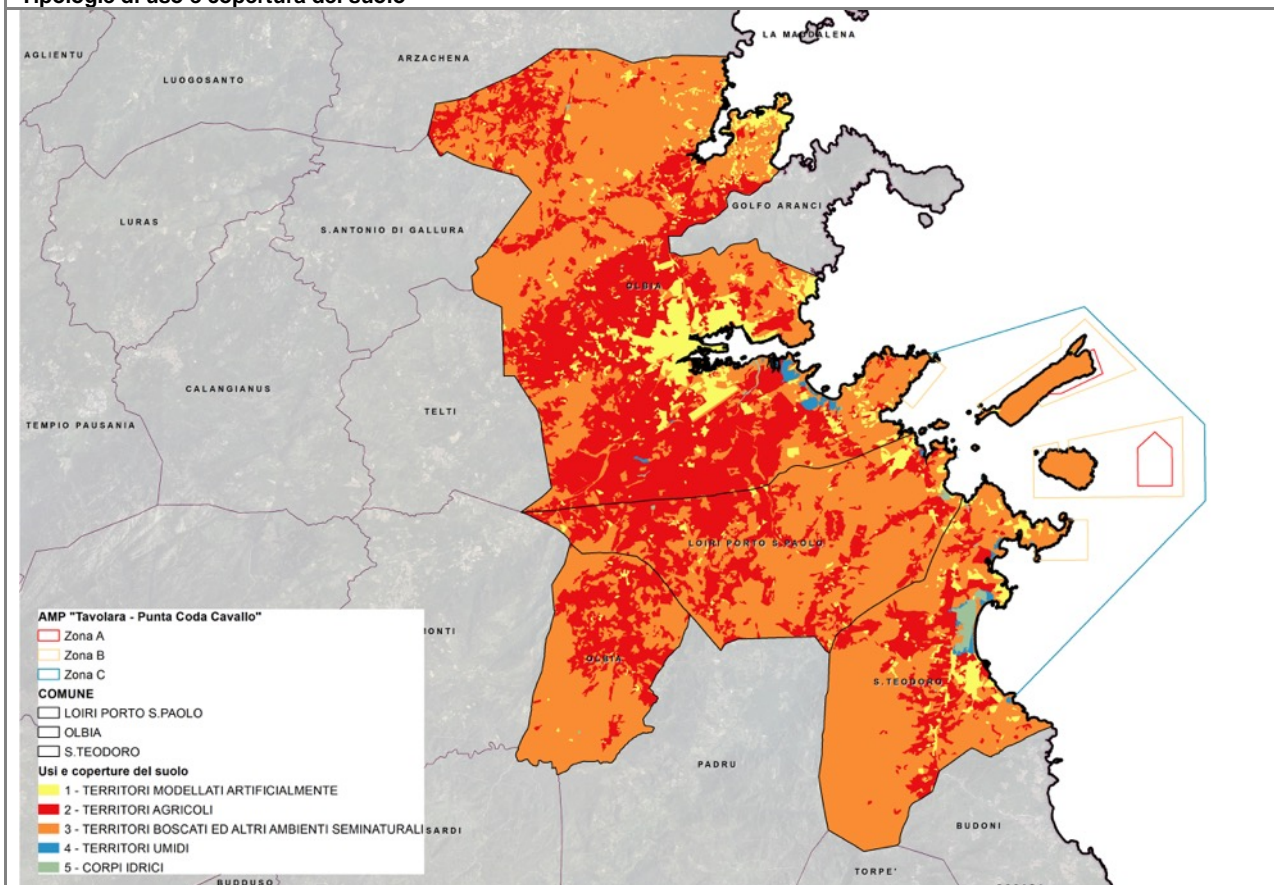 Tipologie di uso e copertura del suolo
LA MADDALENA
AGLIENTU
ARZACHENA
LUOGOSANTO
GOLFO ARANCI
LURAS
S.ANTONIO DI GALLURA
OLBIA
CALANGIANUS
TELTI
TEMPIO PAUSANIA
LOIRI PORTO S.PAOLO
OLBIA
S.TEODORO
PADRU
BUDONI
TORPE'
AMP "Tavolara - Punta Coda Cavallo"
Zona A
Zona B
Zona C
COMUNE
LOIRI PORTO S.PAOLO
OLBIA
S.TEODORO
Usi e coperture del suolo
1 - TERRITORI MODELLATI ARTIFICIALMENTE
2 - TERRITORI AGRICOLI
3 - TERRITORI BOSCATI ED ALTRI AMBIENTI SEMINATURALI
4 - TERRITORI UMIDI
5 - CORPI IDRICI
ONTI
SARDI
BUDDUSO'